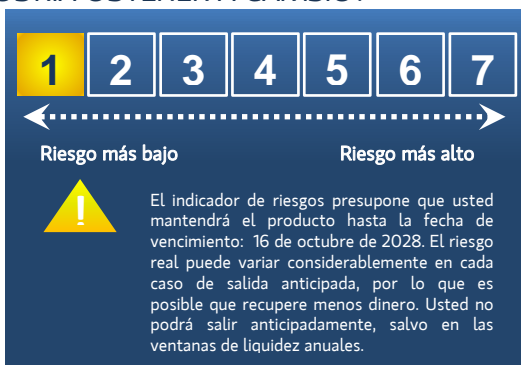 1 2 3 4 5 6 7
Riesgo más bajo Riesgo más alto
!
El indicador de riesgos presupone que usted
mantendrá el producto hasta la fecha de
vencimiento: 16 de octubre de 2028. El riesgo
real puede variar considerablemente en cada
caso de salida anticipada, por lo que es
posible que recupere menos dinero. Usted no
podrá salir anticipadamente, salvo en las
ventanas de liquidez anuales.